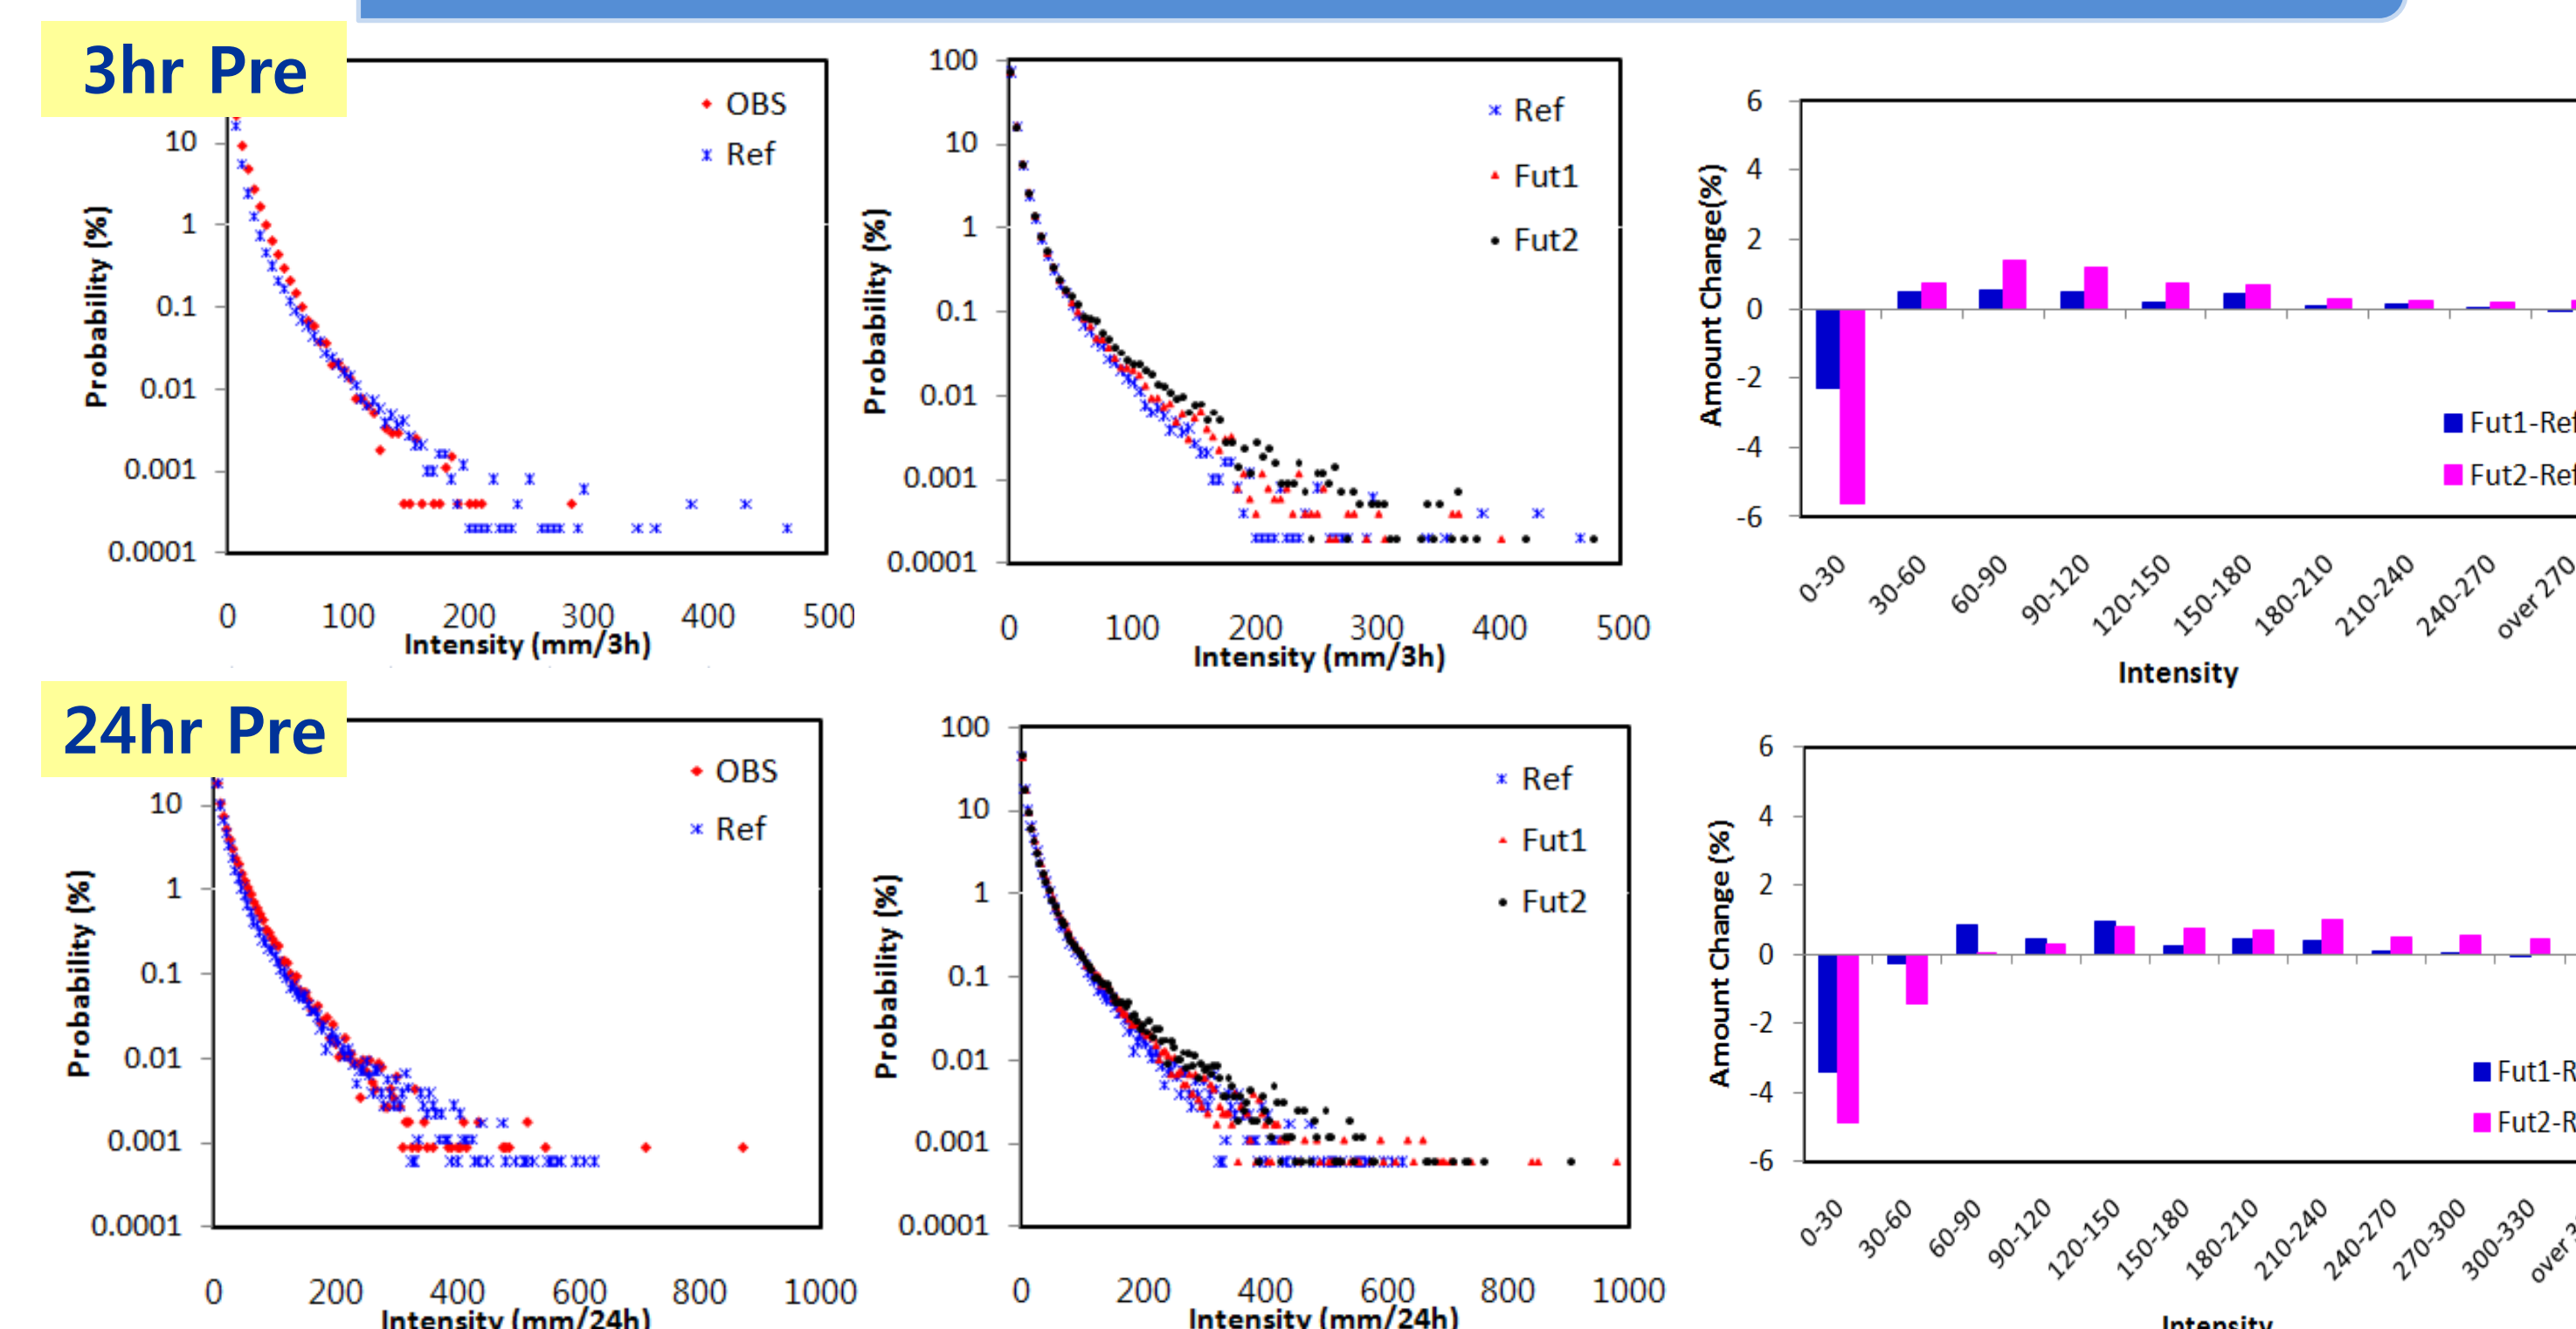 3hr Pre
OBS
Ref
10
1
0.1
0.01
0.001
0.0001
Probability (%)
0 100 200 300 400 500
Intensity (mm/3h)
100
10
1
0.1
0.01
0.001
0.0001
Probability (%)
Ref
Fut1
Fut2
0 100 200 300 400 500
Intensity (mm/3h)
6
4
2
0
-2
-4
-6
Amount Change(%)
Fut1-Ref
Fut2-Ref
0-30 30-60 60-90 90-120 120-150 150-180 180-210 210-240 240-270 over 270
Intensity
24hr Pre
OBS
Ref
10
1
0.1
0.01
0.001
0.0001
Probability (%)
0 200 400 600 800 1000
Intensity (mm/24h)
100
10
1
0.1
0.01
0.001
0.0001
Probability (%)
Ref
Fut1
Fut2
0 200 400 600 800 1000
Intensity (mm/24h)
6
4
2
0
-2
-4
-6
Amount Change (%)
Fut1-R
Fut2-R
0-30 30-60 60-90 90-120 120-150 150-180 180-210 210-240 240-270 270-300 300-330 over
Intensity